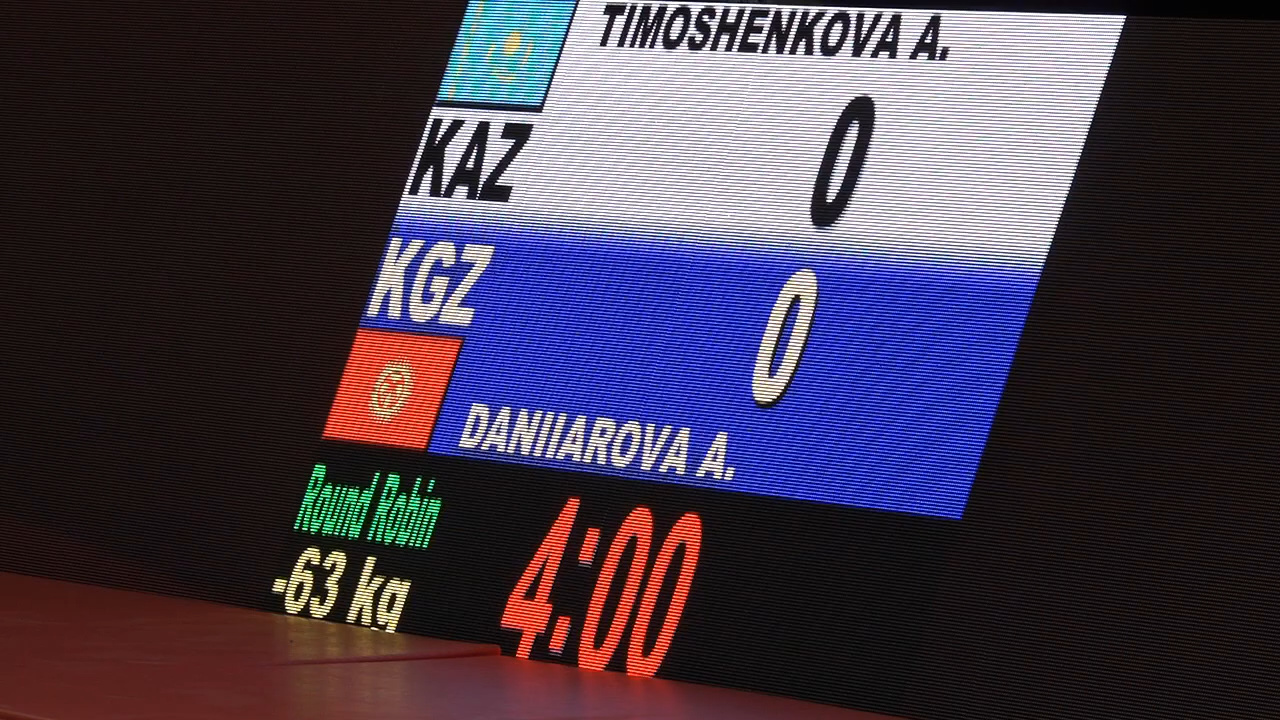 TIMOSHENKOVA A.
KAZ
0
KGZ
0
DANIIAROVA A.
Round Robin
-63 kg
4:00